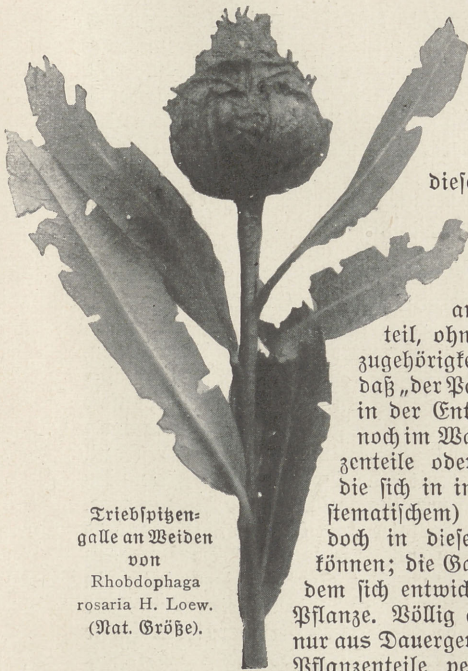 Triebspitzen-
galle an Weiden
von
Rhobdophaga
rosaria H. Loew.
(Nat. Größe).
teil, ohn
zugehörigke
daß „der Pa
in der Ent
noch im Wa
zenteile oder
die sich in in
stematischem)
doch in diese
können; die Ga
dem sich entwick
Pflanze. Völlig
nur aus Dauerge
Pflanzenteile